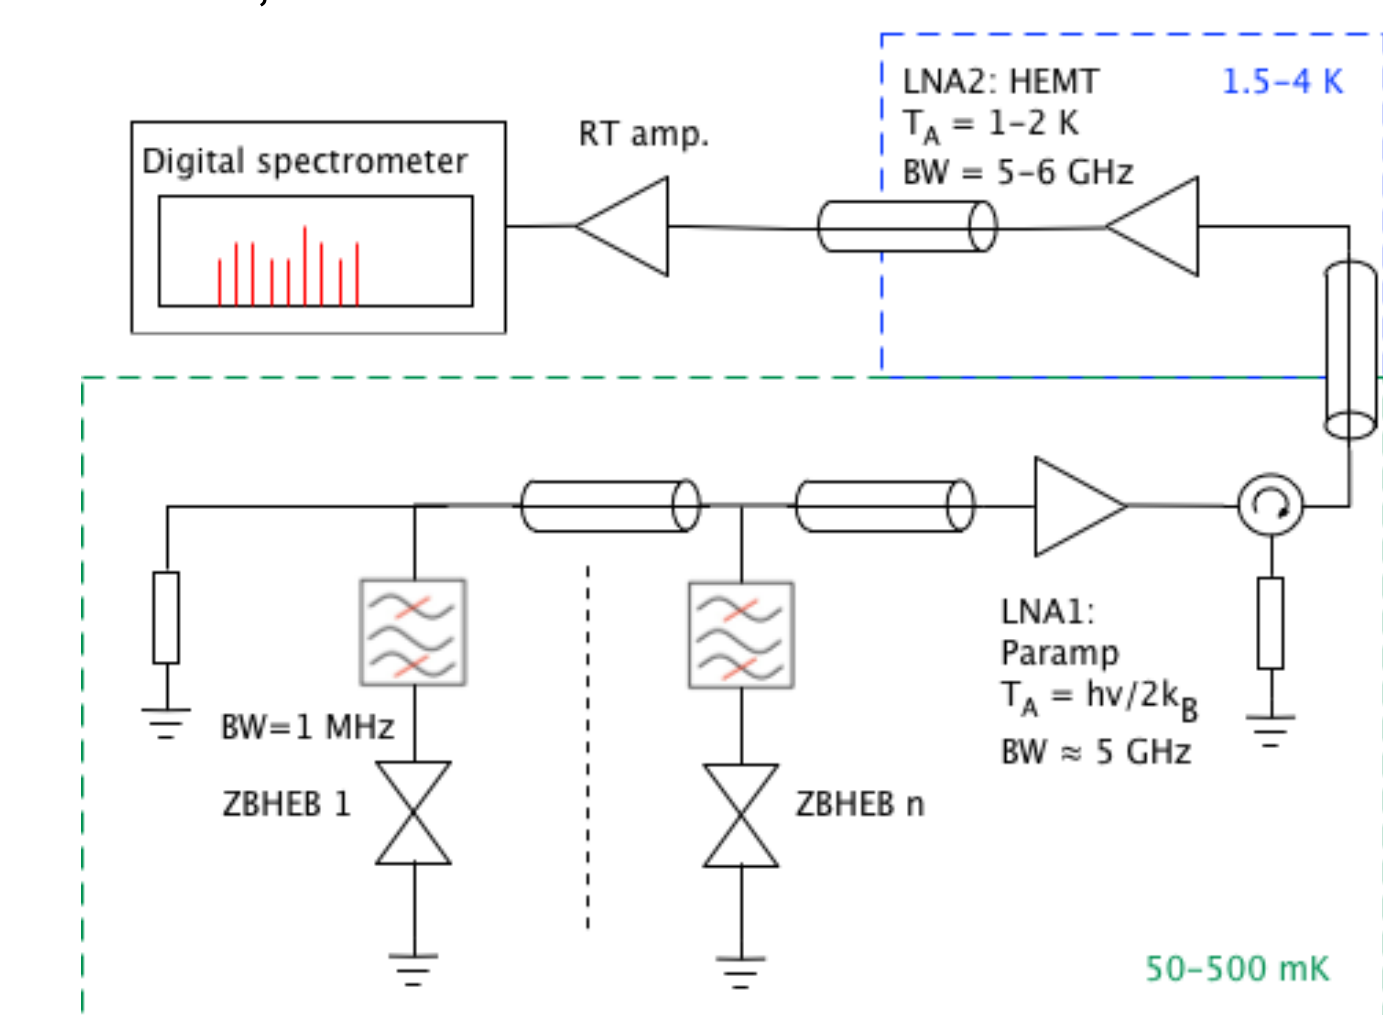 LNA2: HEMT
1.5-4 K
T_A = 1-2 K
BW = 5-6 GHz
RT amp.
Digital spectrometer
LNA1:
Paramp
T_A = hv/2k_B
BW ≈ 5 GHz
BW=1 MHz
ZBHEB 1
ZBHEB n
50-500 mK